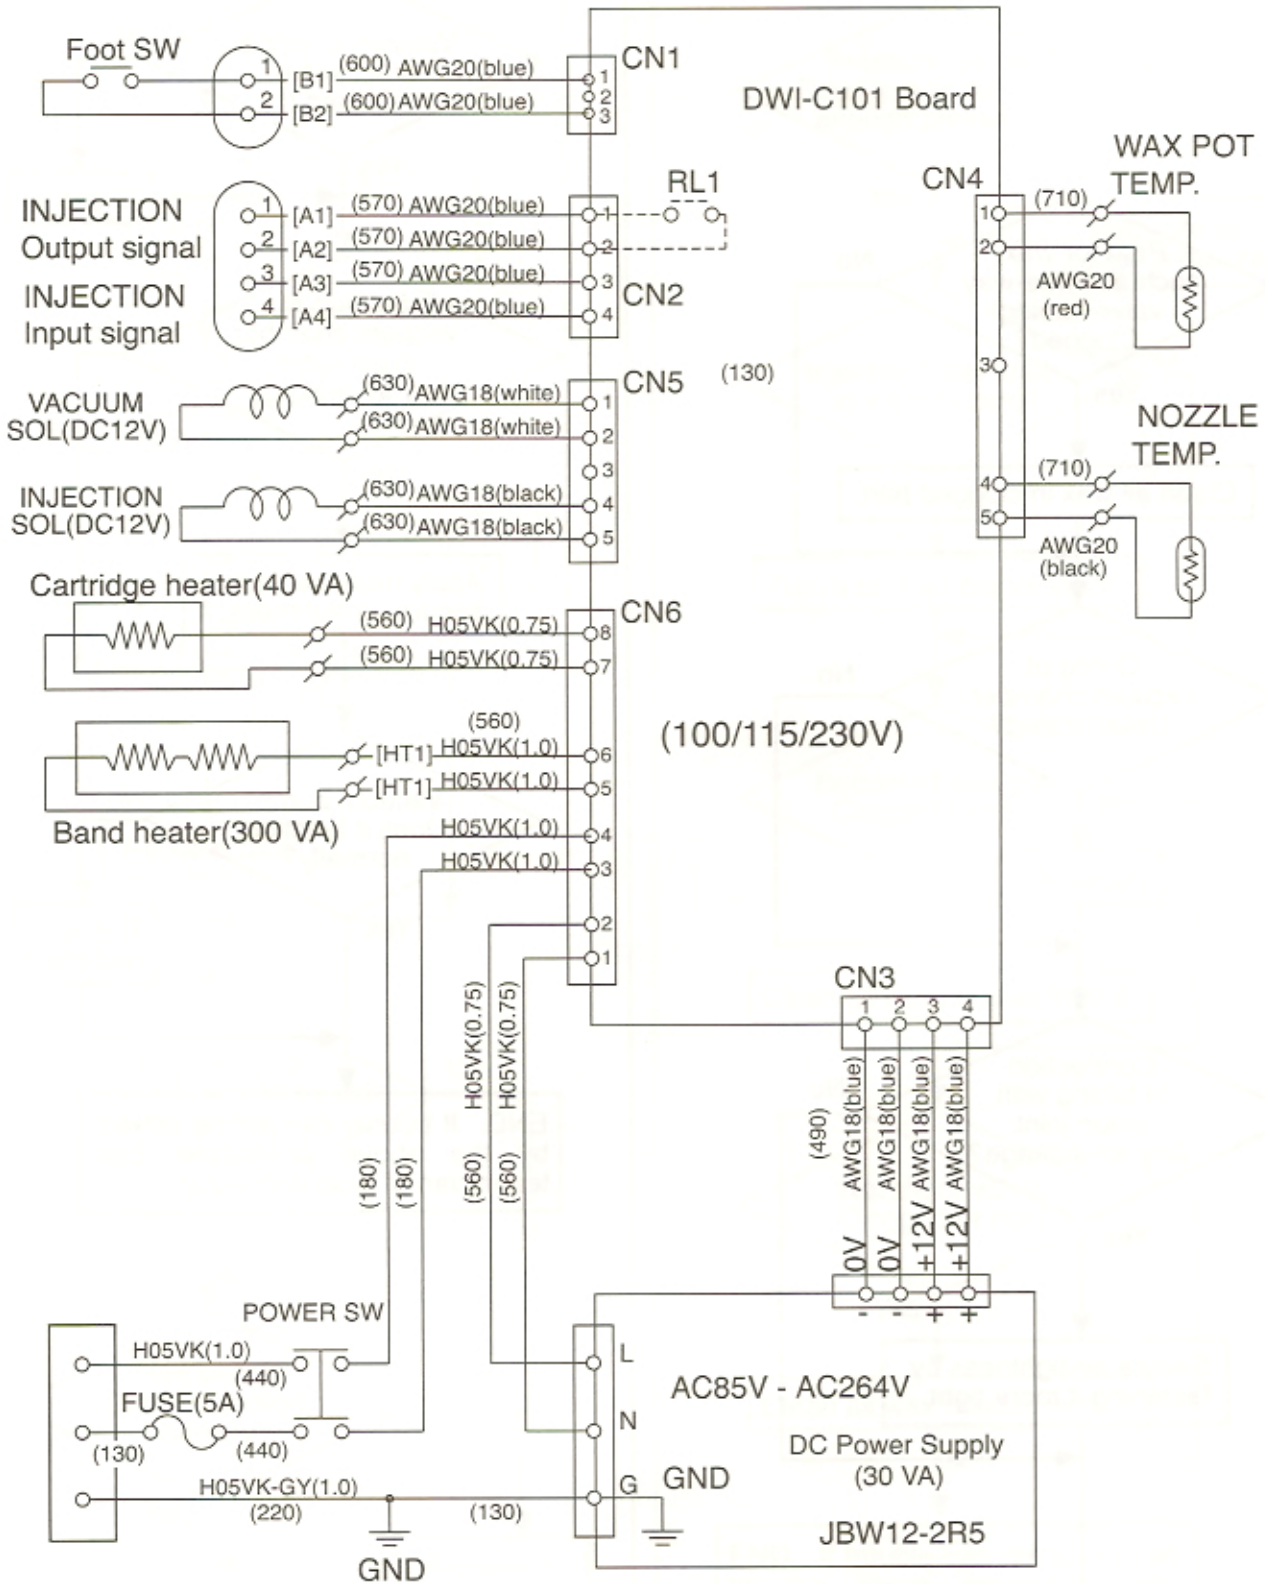 Foot SW
1
[B1]
(600) AWG20(blue)
1
CN1
2
2
[B2]
(600) AWG20(blue)
3
DWI-C101 Board
INJECTION
Output signal
INJECTION
Input signal
1
[A1]
(570) AWG20(blue)
1
RL1
2
[A2]
(570) AWG20(blue)
2
3
[A3]
(570) AWG20(blue)
3
CN2
4
[A4]
(570) AWG20(blue)
4
CN4
WAX POT
TEMP.
1
(710)
2
AWG20
(red)
3
NOZZLE
TEMP.
4
(710)
5
AWG20
(black)
VACUUM
SOL(DC12V)
(630) AWG18(white)
1
CN5
(130)
(630) AWG18(white)
2
3
INJECTION
SOL(DC12V)
(630) AWG18(black)
4
(630) AWG18(black)
5
Cartridge heater(40 VA)
CN6
(560) H05VK(0.75)
8
(560) H05VK(0.75)
7
(560)
[HT1] H05VK(1.0)
6
[HT1] H05VK(1.0)
5
Band heater(300 VA)
H05VK(1.0)
4
H05VK(1.0)
3
2
1
(100/115/230V)
(180)
(180)
(560) H05VK(0.75)
(560) H05VK(0.75)
CN3
1 2 3 4
(490)
0V AWG18(blue)
0V AWG18(blue)
+12V AWG18(blue)
+12V AWG18(blue)
- - + +
POWER SW
H05VK(1.0)
(440)
FUSE(5A)
(130)
(440)
H05VK-GY(1.0)
(220)
(130)
GND
L
N
G
GND
AC85V - AC264V
DC Power Supply
(30 VA)
JBW12-2R5